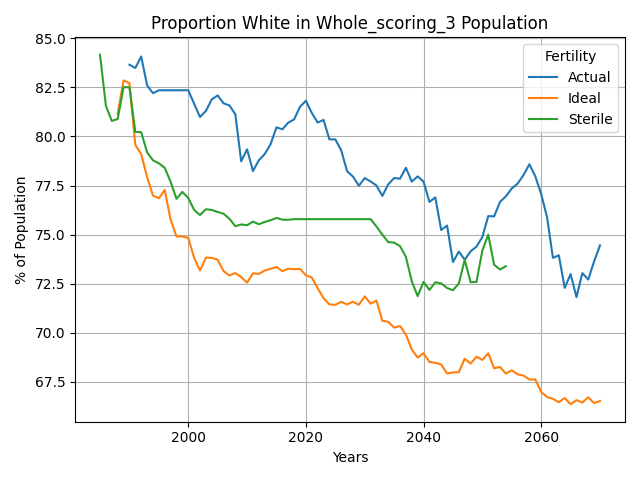 Proportion White in Whole_scoring_3 Population
Fertility
Actual
Ideal
Sterile
% of Population
85.0
82.5
80.0
77.5
75.0
72.5
70.0
67.5
2000 2020 2040 2060
Years